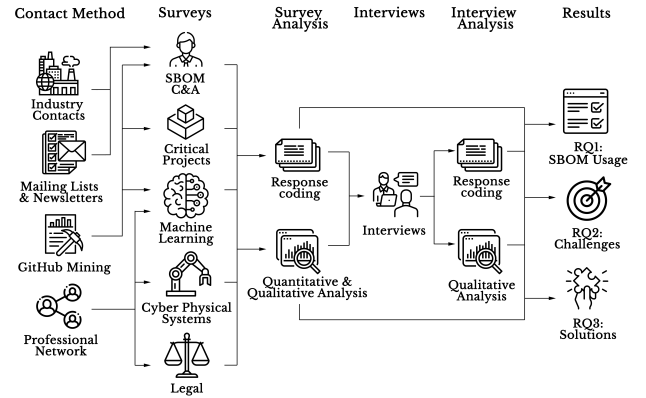 Contact Method
Surveys
Survey
Analysis
Interviews
Interview
Analysis
Results
Industry
Contacts
Mailing Lists
& Newsletters
GitHub Mining
Professional
Network
SBOM
C&A
Critical
Projects
Machine
Learning
Cyber Physical
Systems
Legal
Response
coding
Quantitative &
Qualitative Analysis
Interviews
Response
coding
Qualitative
Analysis
RQ1:
SBOM Usage
RQ2:
Challenges
RQ3:
Solutions